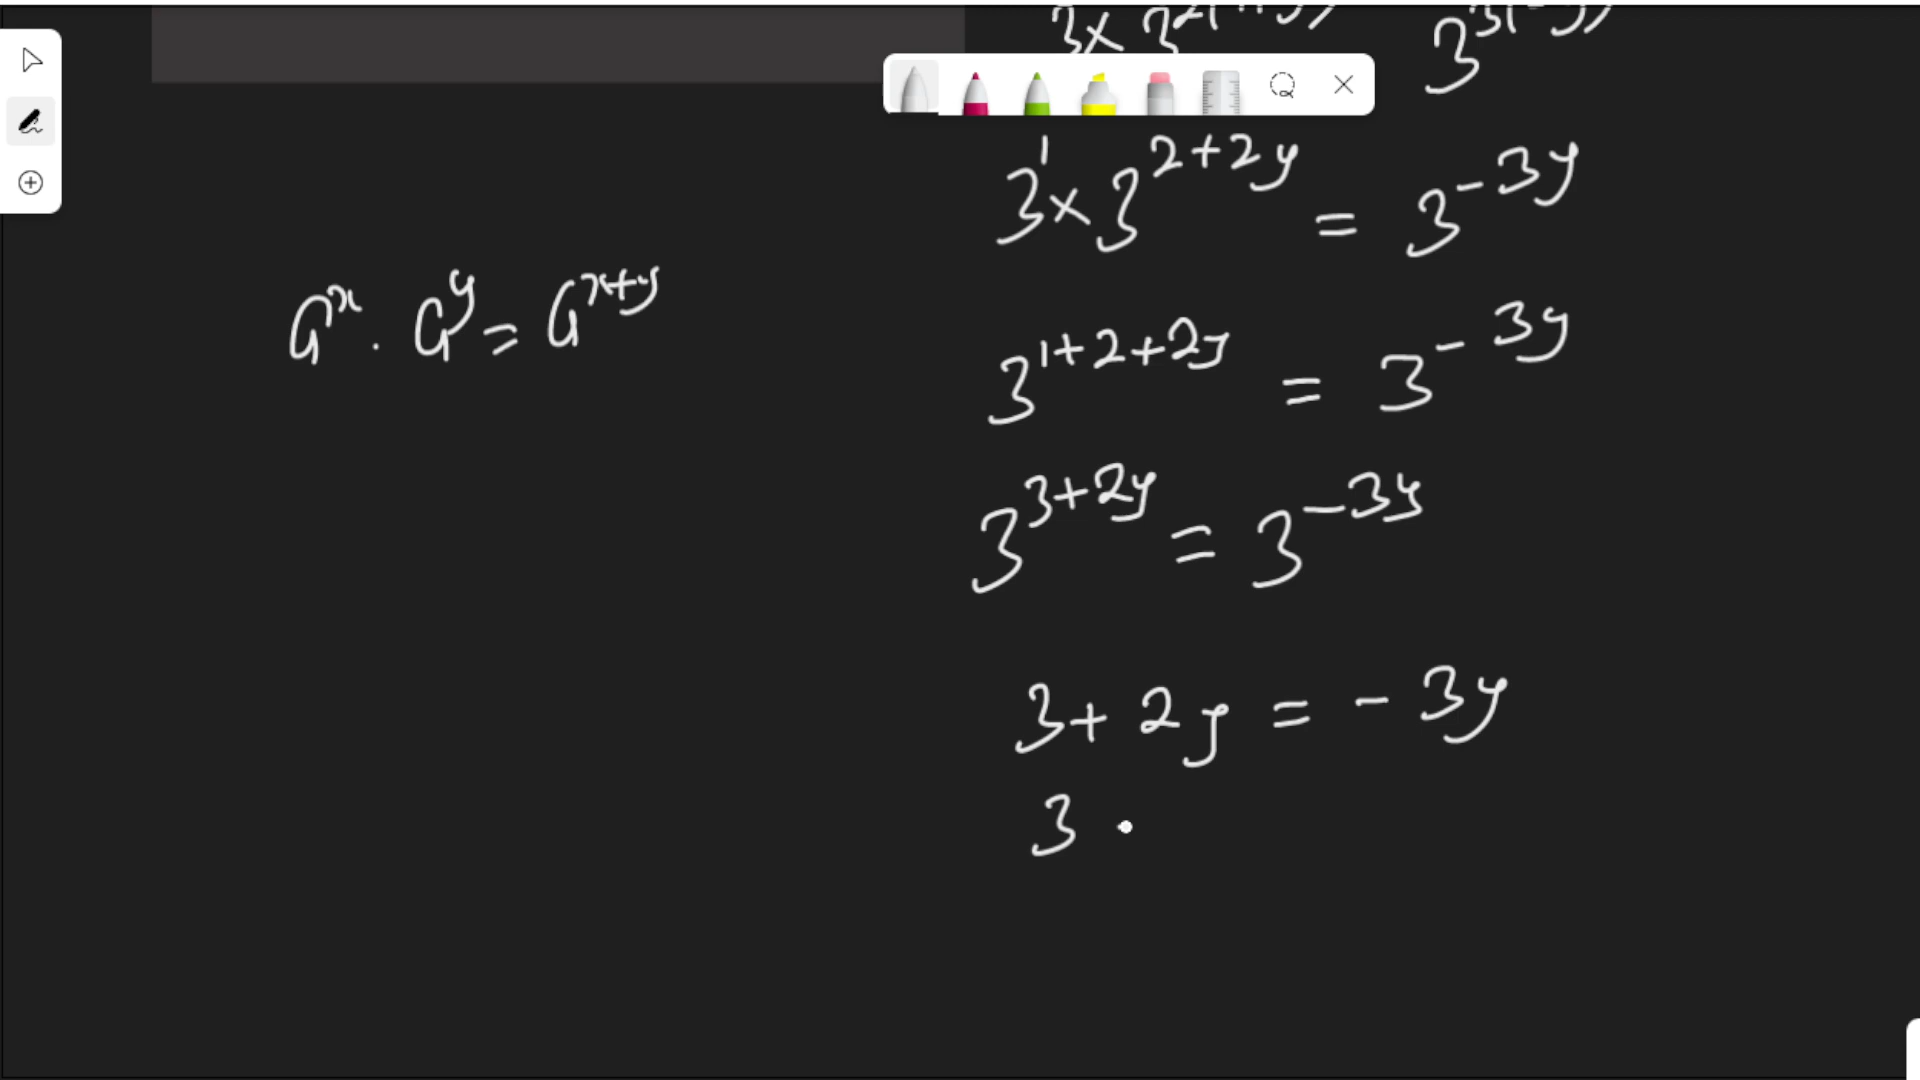 3^1 × 3^{2+2y} = 3^{-3y}
a^x · a^y = a^{x+y}
3^{1+2+2y} = 3^{-3y}
3^{3+2y} = 3^{-3y}
3 + 2y = -3y
3